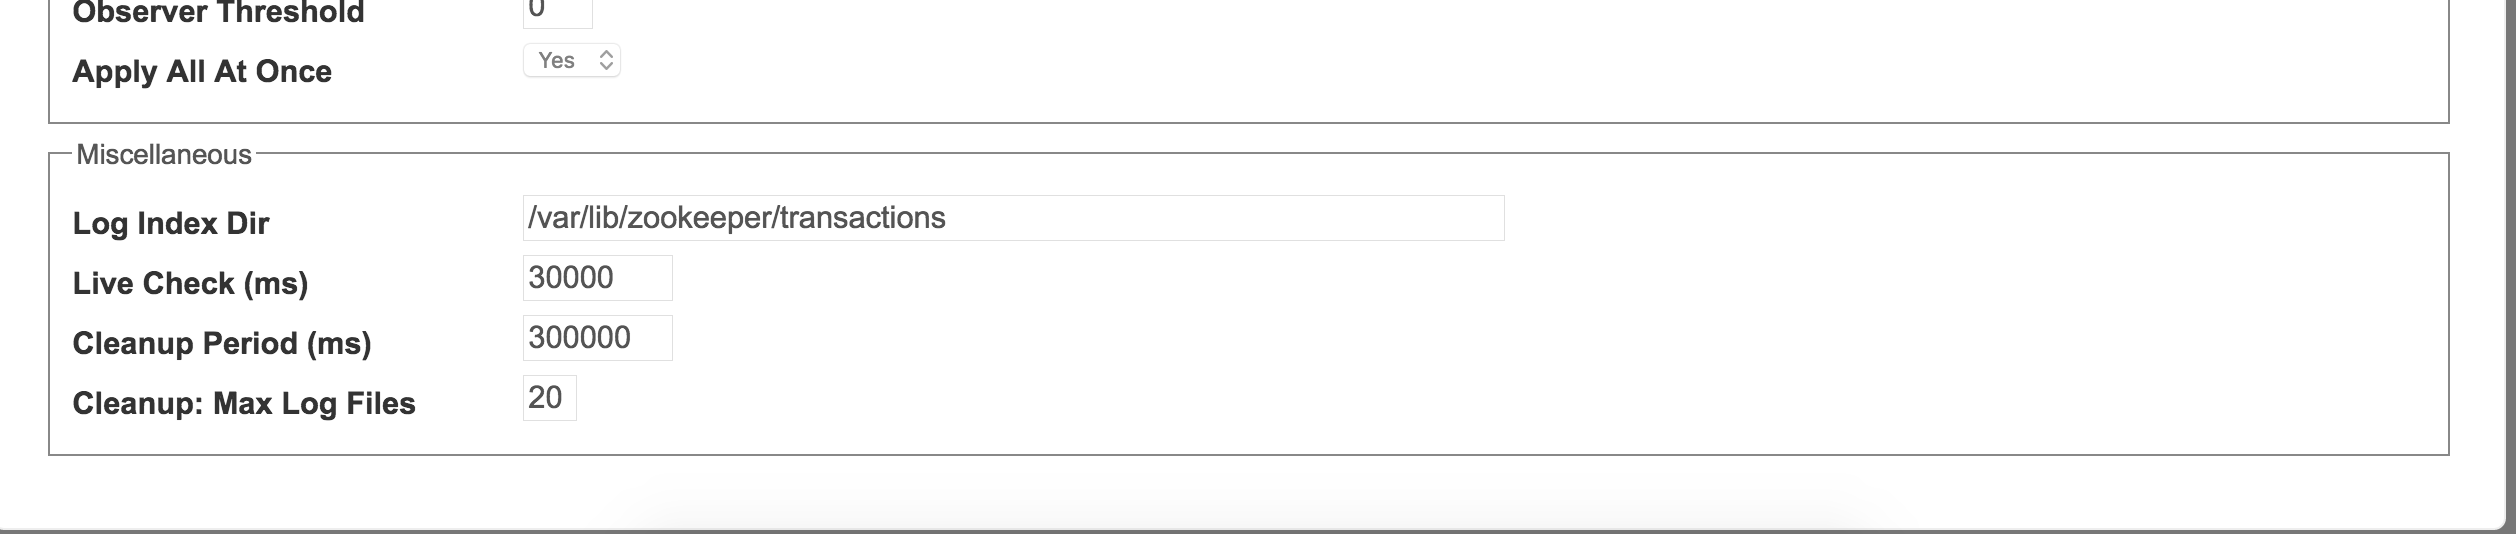 Observer Threshold 0
Apply All At Once Yes
Miscellaneous
Log Index Dir /var/lib/zookeeper/transactions
Live Check (ms) 30000
Cleanup Period (ms) 300000
Cleanup: Max Log Files 20